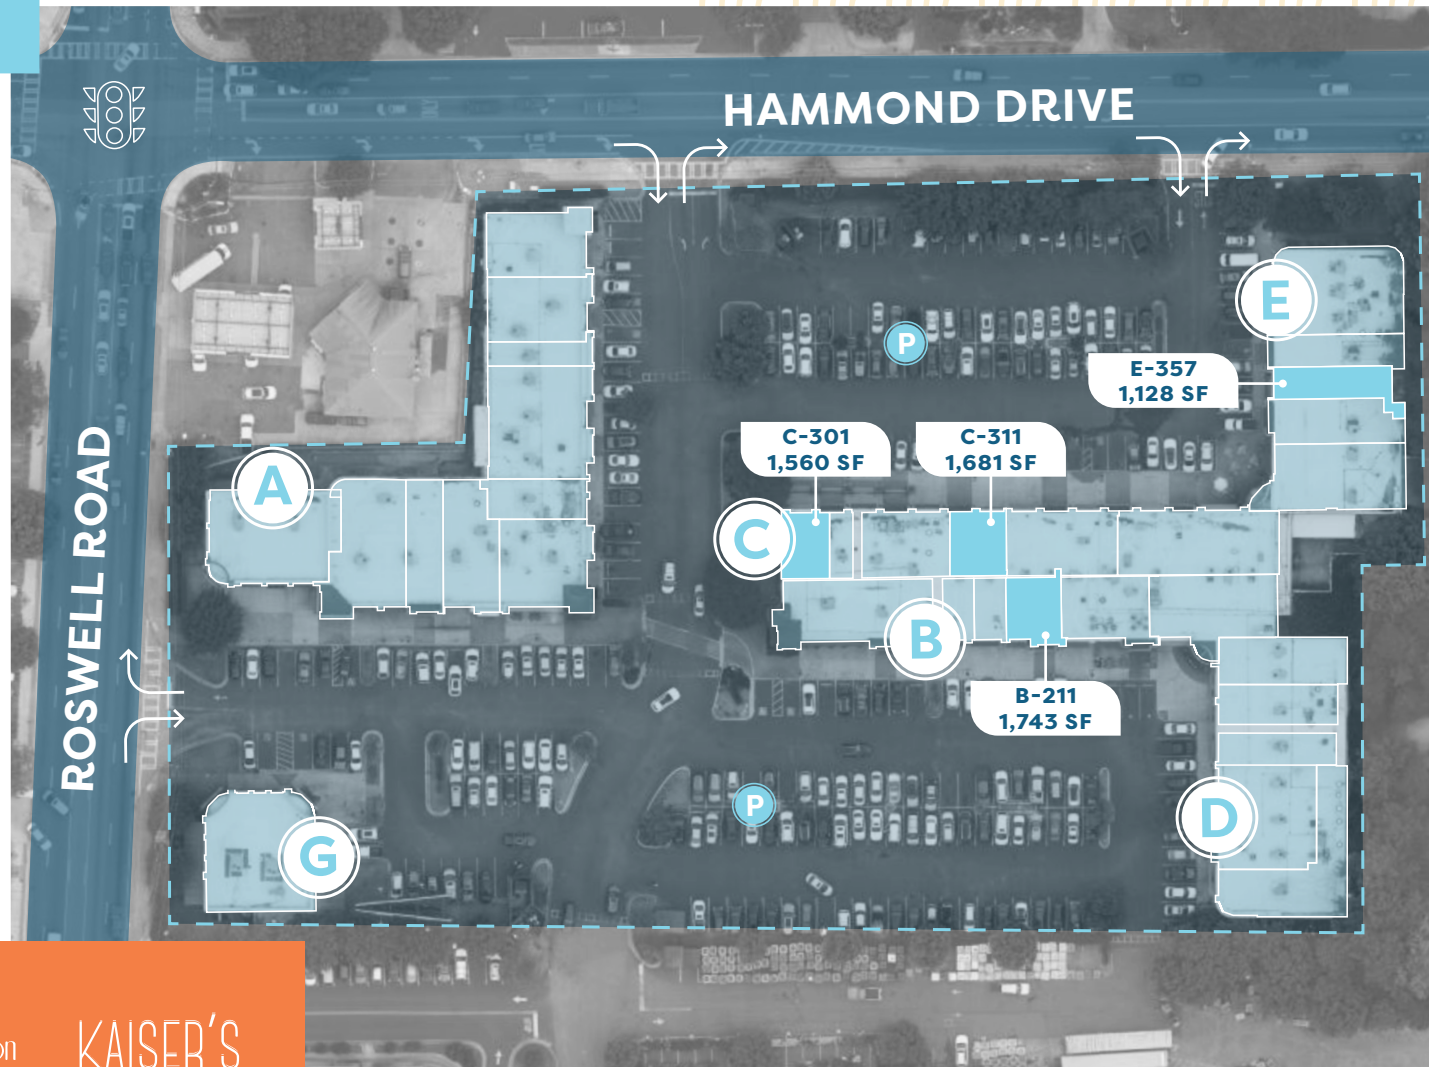 HAMMOND DRIVE
ROSWELL ROAD
E
E-357
1,128 SF
P
C-301
1,560 SF
C-311
1,681 SF
A
C
B
B-211
1,743 SF
P
D
G
on
KAISER'S